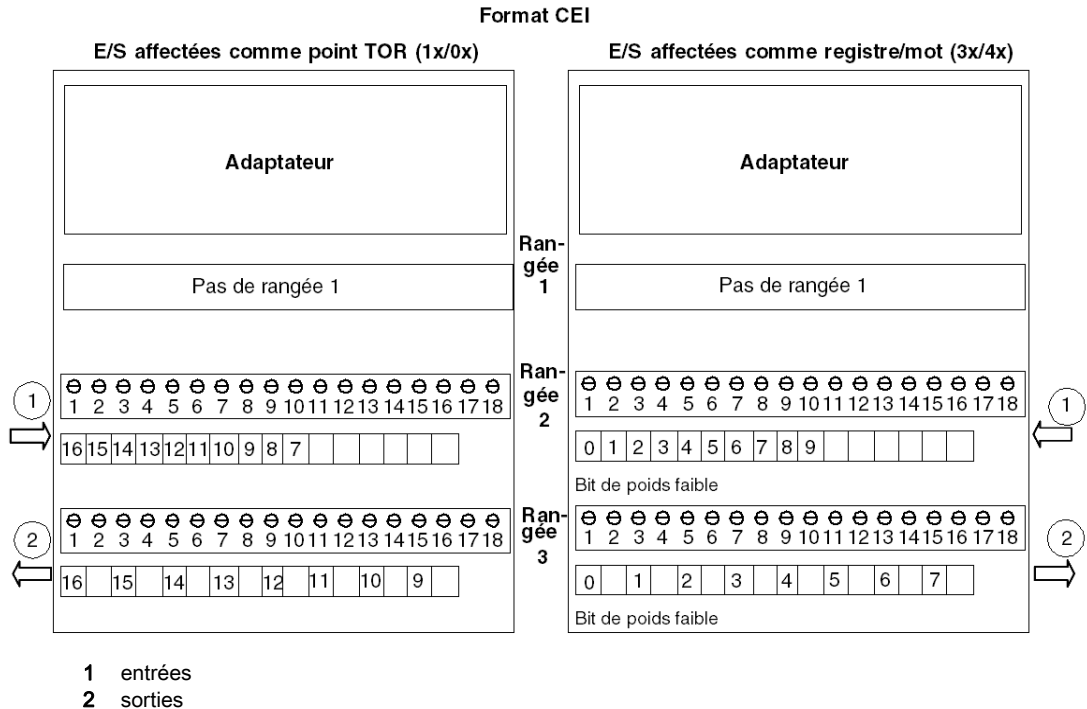 Format CEI
E/S affectées comme point TOR (1x/0x)
E/S affectées comme registre/mot (3x/4x)
Adaptateur
Adaptateur
Ran-
gée
1
Pas de rangée 1
Pas de rangée 1
Ran-
gée
2
1
1 2 3 4 5 6 7 8 9 10 11 12 13 14 15 16 17 18
16 15 14 13 12 11 10 9 8 7
1 2 3 4 5 6 7 8 9 10 11 12 13 14 15 16 17 18
1
0 1 2 3 4 5 6 7 8 9
Bit de poids faible
Ran-
gée
3
2
1 2 3 4 5 6 7 8 9 10 11 12 13 14 15 16 17 18
16 15 14 13 12 11 10 9
1 2 3 4 5 6 7 8 9 10 11 12 13 14 15 16 17 18
2
0 1 2 3 4 5 6 7
Bit de poids faible
1 entrées
2 sorties